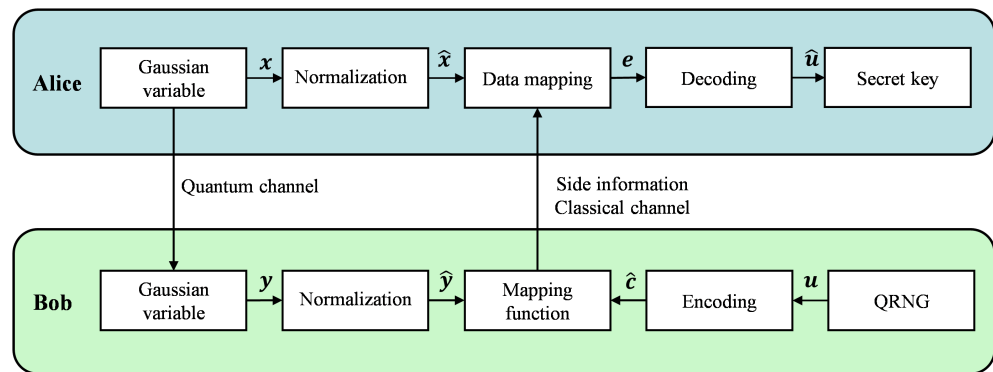 Alice
Gaussian
variable
x
Normalization
x̂
Data mapping
e
Decoding
û
Secret key
Quantum channel
Side information
Classical channel
Bob
Gaussian
variable
y
Normalization
ŷ
Mapping
function
ĉ
Encoding
u
QRNG